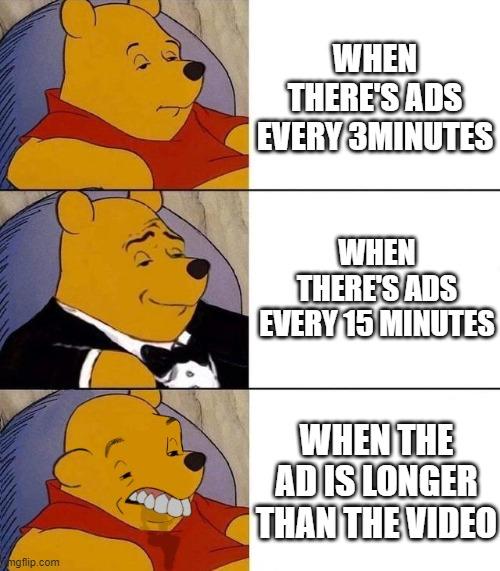 WHEN
THERE'S ADS
EVERY 3MINUTES
WHEN
THERE'S ADS
EVERY 15 MINUTES
WHEN THE
AD IS LONGER
THAN THE VIDEO
imgflip.com